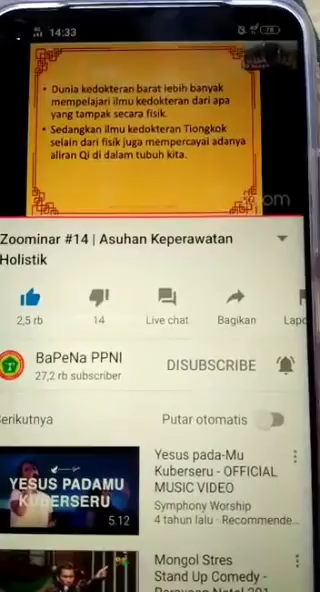 14:33
78
• Dunia kedokteran barat lebih banyak
mempelajari ilmu kedokteran dari apa
yang tampak secara fisik.
• Sedangkan ilmu kedokteran Tiongkok
selain dari fisik juga mempercayai adanya
aliran Qi di dalam tubuh kita.
om
Zoominar #14 | Asuhan Keperawatan
Holistik
2,5 rb
14
Live chat
Bagikan
Lapo
BaPeNa PPNI
27,2 rb subscriber
DISUBSCRIBE
Berikutnya
Putar otomatis
YESUS PADAMU
KUBERSERU
5.12
Yesus pada-Mu
Kuberseru - OFFICIAL
MUSIC VIDEO
Symphony Worship
4 tahun lalu - Recommende...
Mongol Stres
Stand Up Comedy -